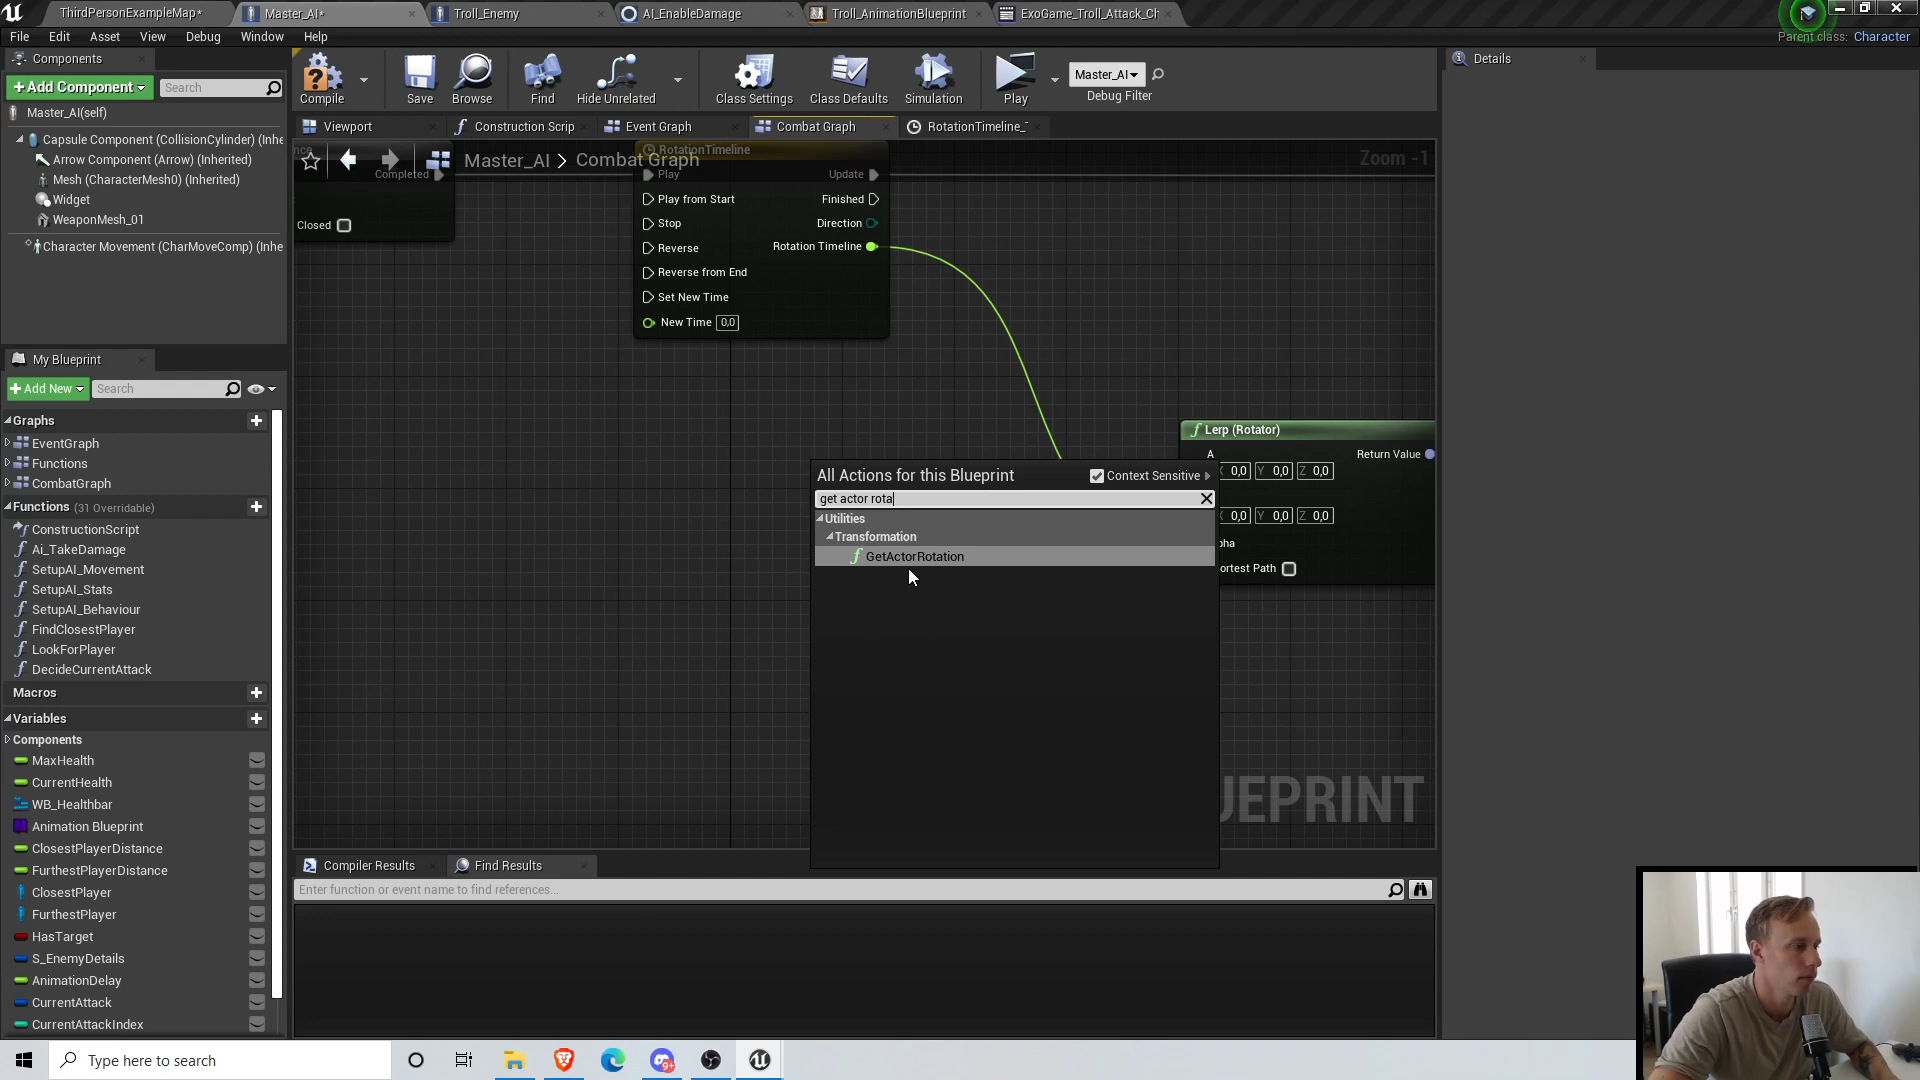 ThirdPersonExampleMap*
Master_AI*
Troll_Enemy
AI_EnableDamage
Troll_AnimationBlueprint
ExoGame_Troll_Attack_Ch
File Edit Asset View Debug Window Help
Parent class: Character
Components
+Add Component
Search
Master_AI(self)
Capsule Component (CollisionCylinder) (Inhe
Arrow Component (Arrow) (Inherited)
Mesh (CharacterMesh0) (Inherited)
Widget
WeaponMesh_01
Character Movement (CharMoveComp) (Inhe
Compile
Save
Browse
Find
Hide Unrelated
Class Settings
Class Defaults
Simulation
Play
Master_AI
Debug Filter
Details
Viewport
Construction Scrip
Event Graph
Combat Graph
RotationTimeline_
Master_AI > Combat Graph
Zoom -1
Completed
Closed
RotationTimeline
Play
Update
Play from Start
Finished
Stop
Direction
Reverse
Rotation Timeline
Reverse from End
Set New Time
New Time 0,0
Lerp (Rotator)
A
Return Value
X 0,0 Y 0,0 Z 0,0
0,0 Y 0,0 Z 0,0
pha
ortest Path
All Actions for this Blueprint
Context Sensitive
get actor rota
Utilities
Transformation
GetActorRotation
UEPRINT
My Blueprint
+Add New
Search
Graphs
EventGraph
Functions
CombatGraph
Functions (31 Overridable)
ConstructionScript
Ai_TakeDamage
SetupAI_Movement
SetupAI_Stats
SetupAI_Behaviour
FindClosestPlayer
LookForPlayer
DecideCurrentAttack
Macros
Variables
Components
MaxHealth
CurrentHealth
WB_Healthbar
Animation Blueprint
ClosestPlayerDistance
FurthestPlayerDistance
ClosestPlayer
FurthestPlayer
HasTarget
S_EnemyDetails
AnimationDelay
CurrentAttack
CurrentAttackIndex
Compiler Results
Find Results
Enter function or event name to find references...
Type here to search
9+